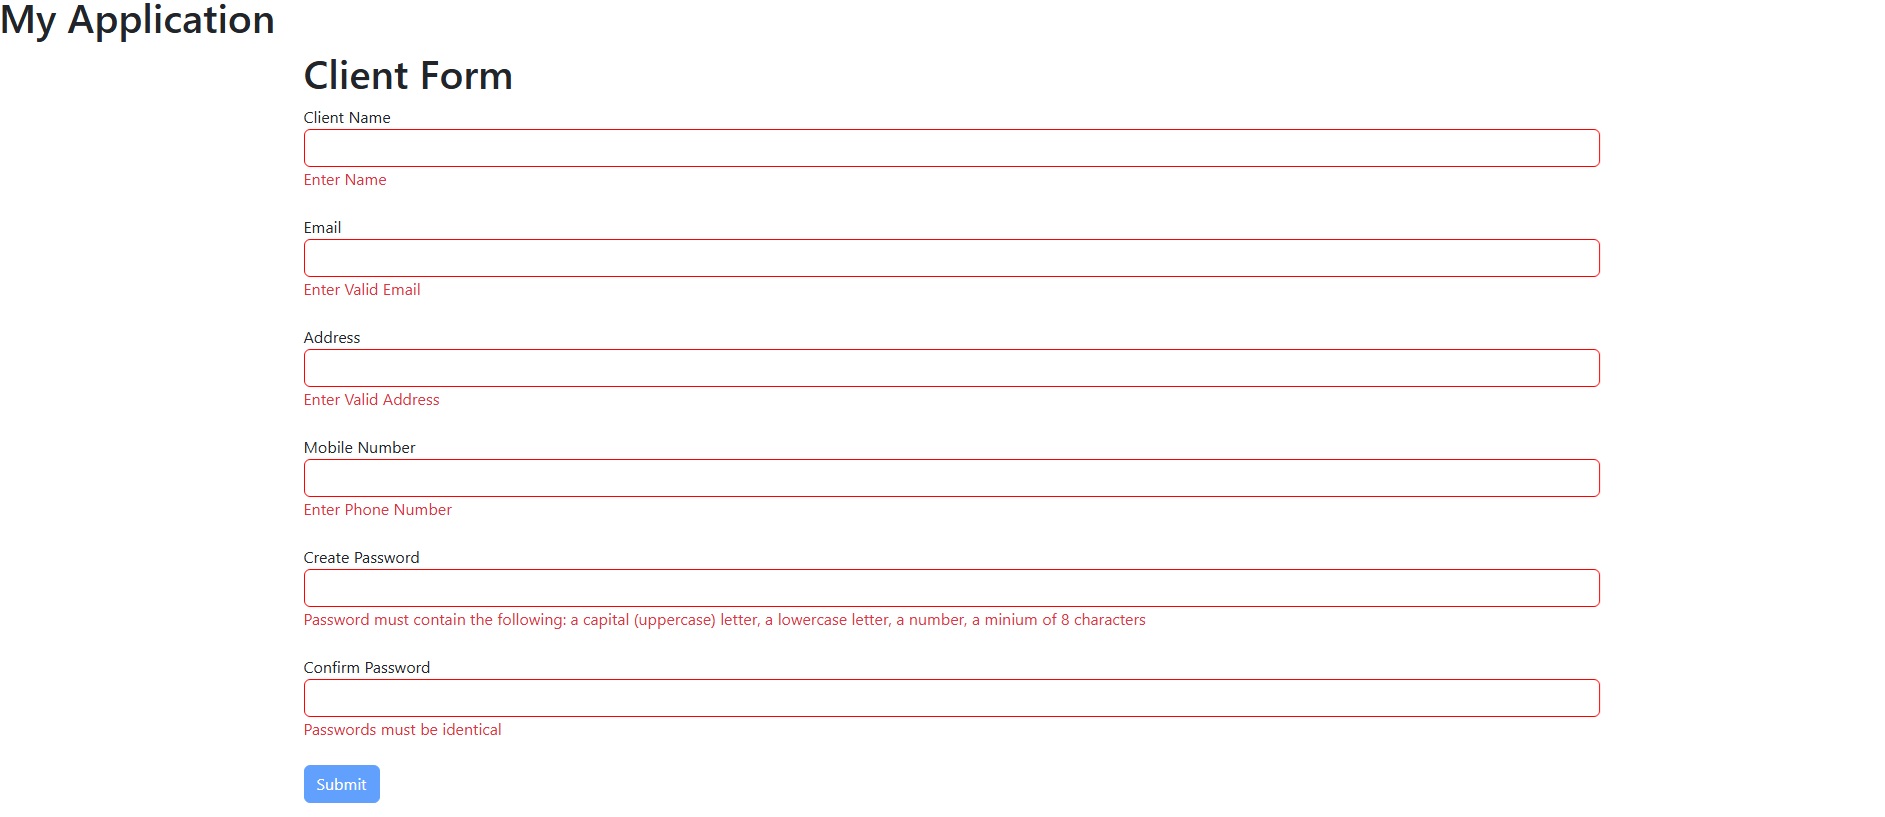 My Application
Client Form
Client Name
Enter Name
Email
Enter Valid Email
Address
Enter Valid Address
Mobile Number
Enter Phone Number
Create Password
Password must contain the following: a capital (uppercase) letter, a lowercase letter, a number, a minium of 8 characters
Confirm Password
Passwords must be identical
Submit